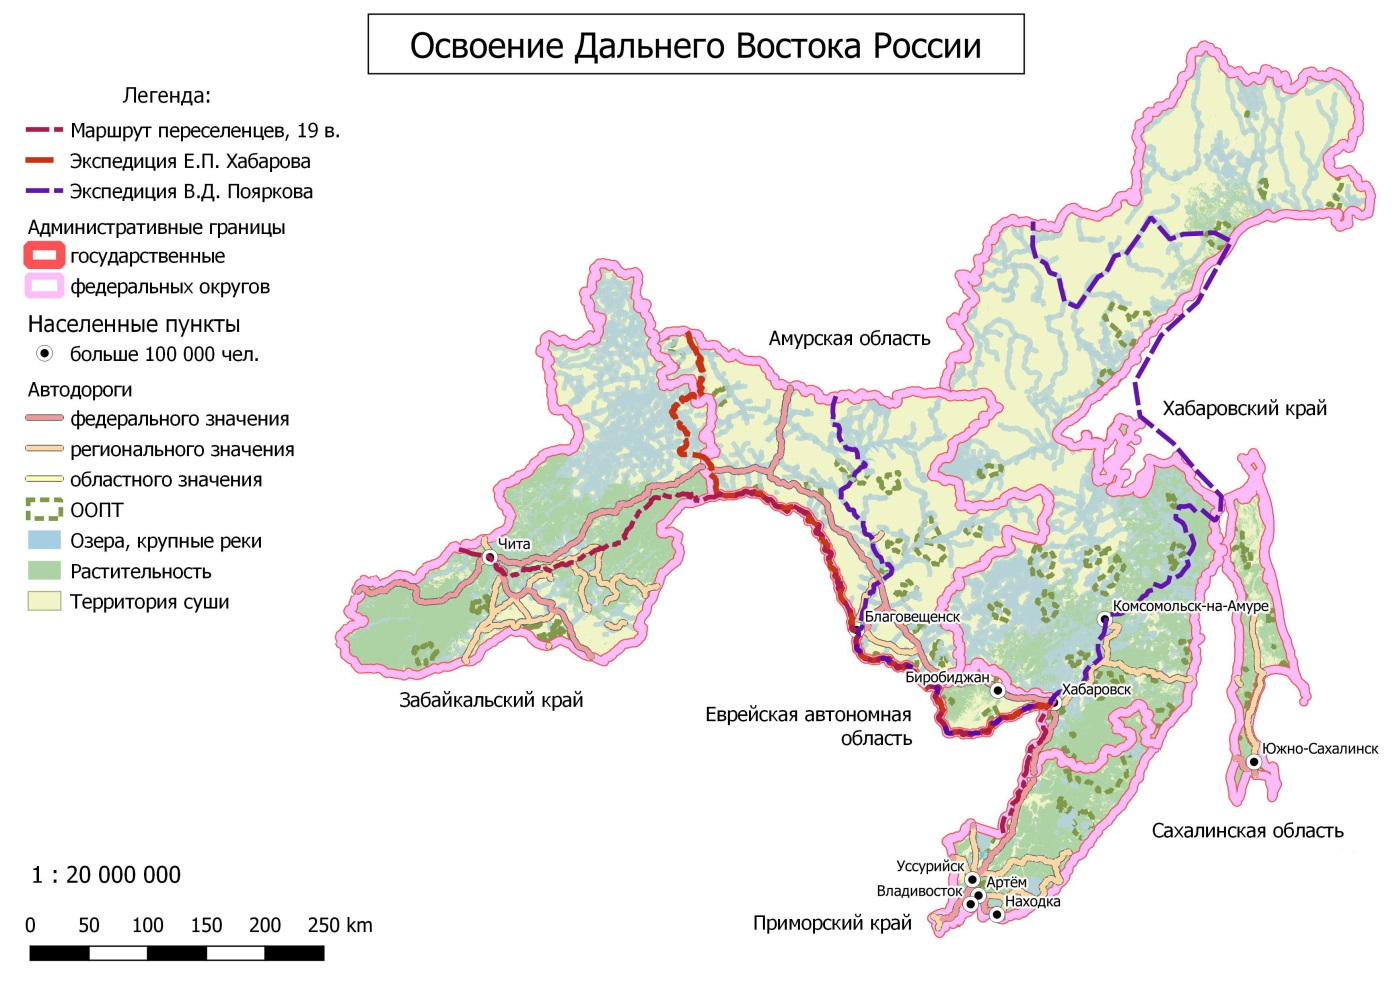 Освоение Дальнего Востока России
Легенда:
Маршрут переселенцев, 19 в.
Экспедиция Е.П. Хабарова
Экспедиция В.Д. Пояркова
Административные границы
государственные
федеральных округов
Населенные пункты
больше 100 000 чел.
Автодороги
федерального значения
регионального значения
областного значения
ООПТ
Озера, крупные реки
Растительность
Территория суши
Амурская область
Хабаровский край
Чита
Комсомольск-на-Амуре
Благовещенск
Биробиджан
Хабаровск
Забайкальский край
Еврейская автономная
область
Южно-Сахалинск
Сахалинская область
Уссурийск
Артём
Владивосток
Находка
Приморский край
1 : 20 000 000
0 50 100 150 200 250 km